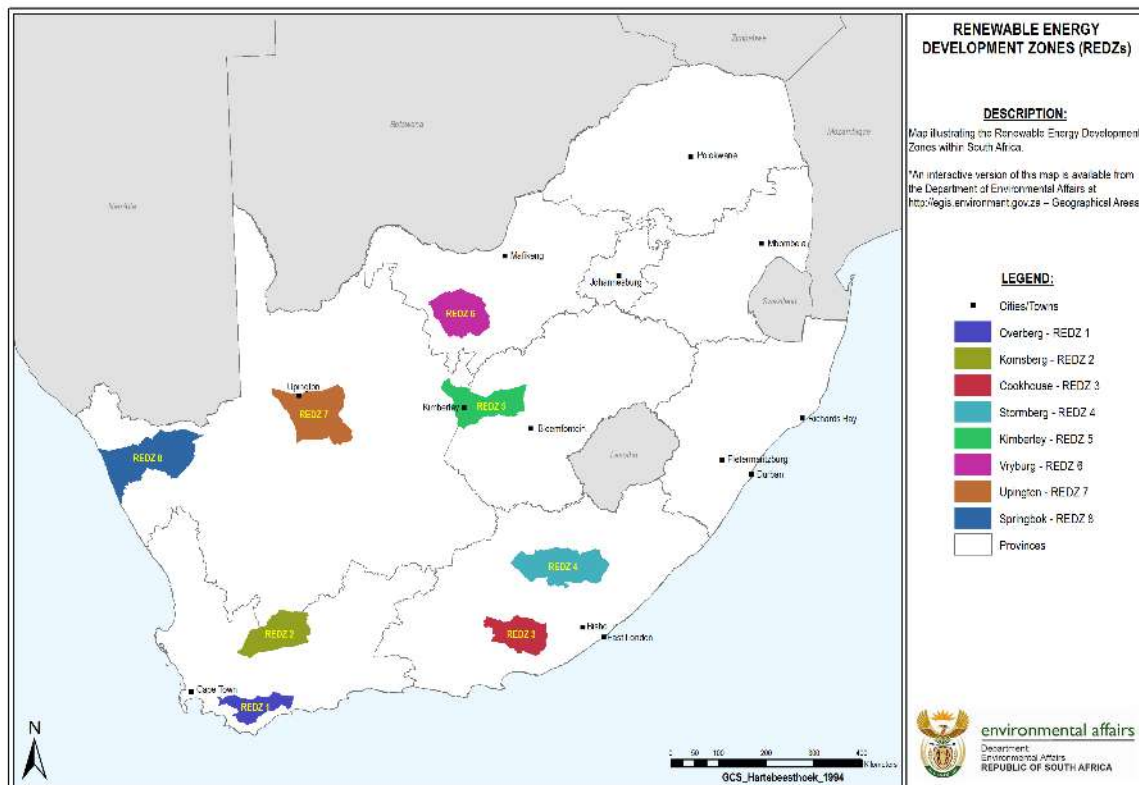 Zimbabwe
Botswana
Mozambique
Namibia
Polokwane
Mbombela
Mafikeng
Johannesburg
Swaziland
REDZ 6
Upington
REDZ 7
Kimberley
REDZ 5
Bloemfontein
Richards Bay
REDZ 8
Lesotho
Pietermaritzburg
Durban
REDZ 4
REDZ 2
REDZ 3
Bisho
East London
Cape Town
REDZ 1
N
0 50 100 200 300 400
Kilometers
GCS_Hartebeesthoek_1994
RENEWABLE ENERGY
DEVELOPMENT ZONES (REDZs)
DESCRIPTION:
Map illustrating the Renewable Energy Development
Zones within South Africa.
*An interactive version of this map is available from
the Department of Environmental Affairs at
http://egis.environment.gov.za – Geographical Areas
LEGEND:
Cities/Towns
Overberg - REDZ 1
Komsberg - REDZ 2
Cookhouse - REDZ 3
Stormberg - REDZ 4
Kimberley - REDZ 5
Vryburg - REDZ 6
Upington - REDZ 7
Springbok - REDZ 8
Provinces
environmental affairs
Department:
Environmental Affairs
REPUBLIC OF SOUTH AFRICA